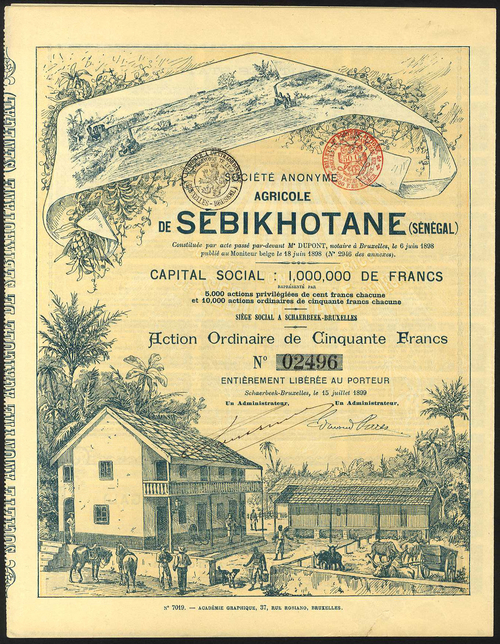 SOCIÉTÉ ANONYME
AGRICOLE
DE SÉBIKHOTANE (SÉNÉGAL)
Constituée par acte passé par-devant Mᵉ DUPONT, notaire à Bruxelles, le 6 juin 1898
publié au Moniteur belge le 18 juin 1898 (Nº 2946 des annexes).
CAPITAL SOCIAL : 1,000,000 DE FRANCS
REPRÉSENTÉ PAR
5.000 actions privilégiées de cent francs chacune
et 10,000 actions ordinaires de cinquante francs chacune
SIÈGE SOCIAL A SCHAERBEEK-BRUXELLES
Action Ordinaire de Cinquante Francs
Nº 02496
ENTIÈREMENT LIBÉRÉE AU PORTEUR
Schaerbeek-Bruxelles, le 15 juillet 1899
Un Administrateur, Un Administrateur,
Nº 7019. — ACADÉMIE GRAPHIQUE, 37, RUE ROSIANO, BRUXELLES.